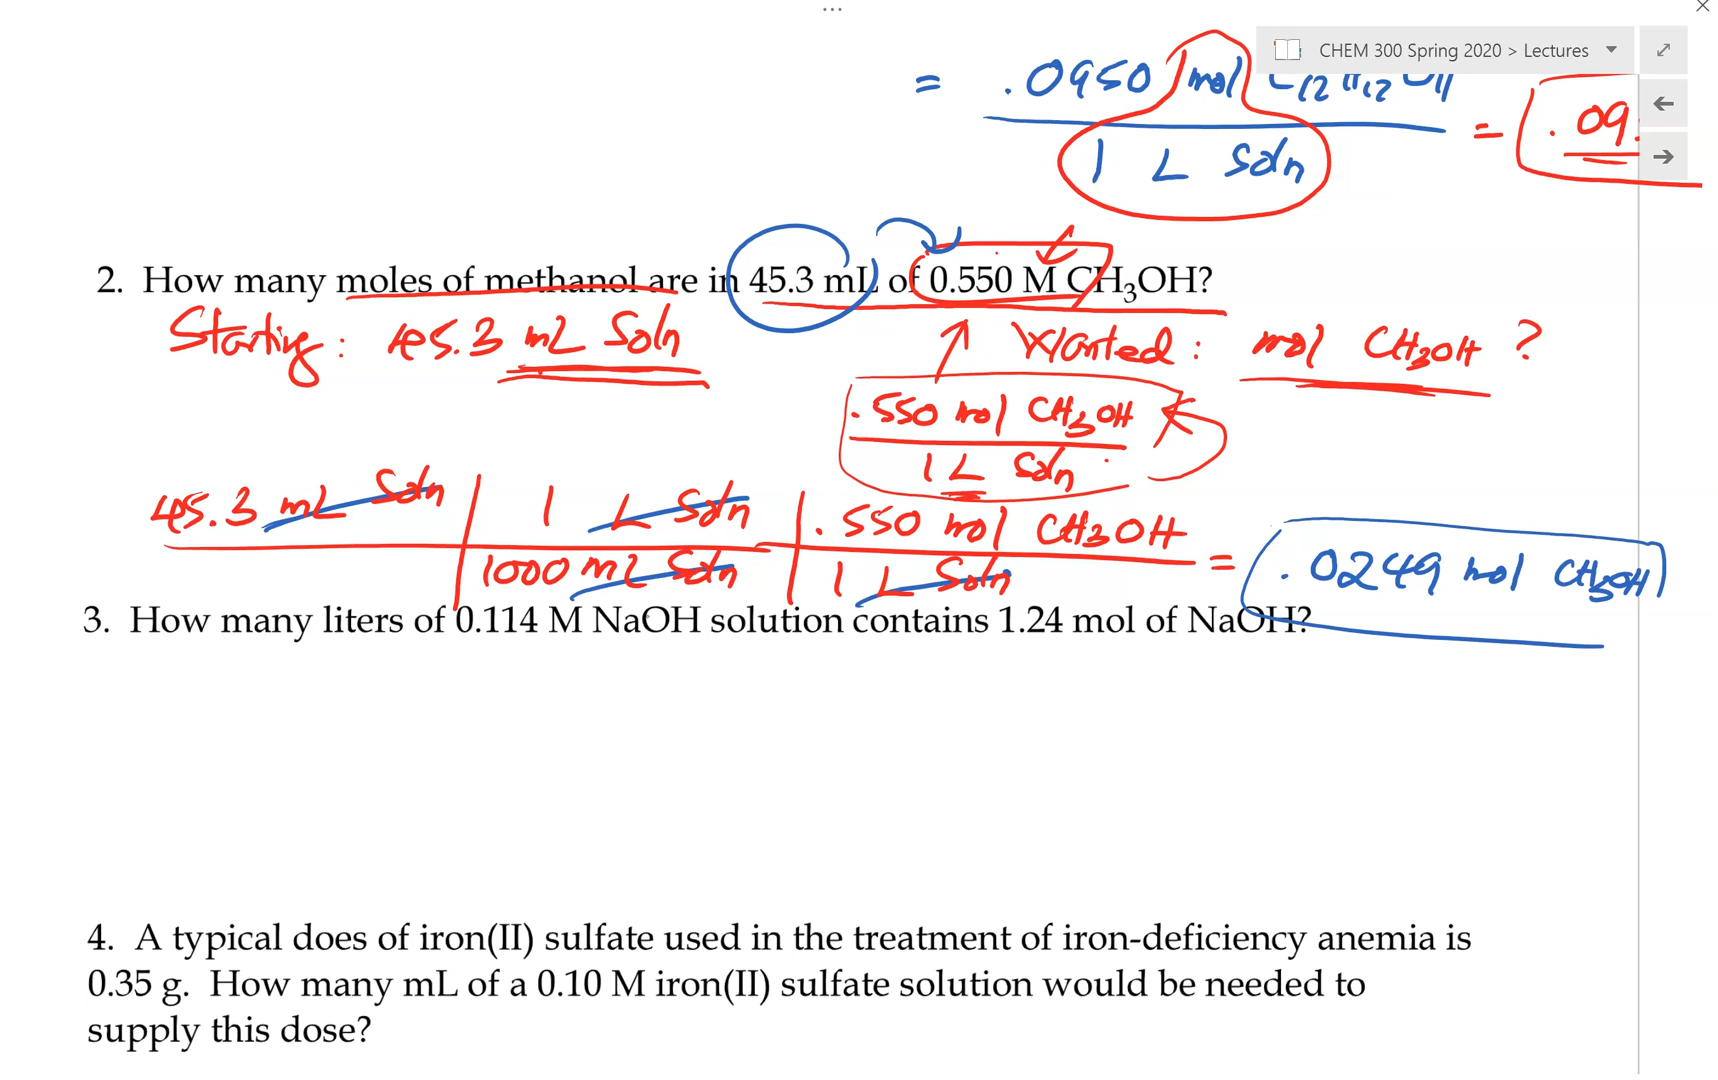 CHEM 300 Spring 2020 > Lectures
= .0950 mol C12H12O11
1 L Soln
= .09
2. How many moles of methanol are in 45.3 mL of 0.550 M CH₃OH?
Starting: 45.3 mL Soln
Wanted: mol CH3OH ?
.550 mol CH3OH
1 L Soln
45.3 mL Soln | 1 L Soln | .550 mol CH3OH
1000 mL Soln | 1 L Soln = .0249 mol CH3OH
3. How many liters of 0.114 M NaOH solution contains 1.24 mol of NaOH?
4. A typical does of iron(II) sulfate used in the treatment of iron-deficiency anemia is
0.35 g. How many mL of a 0.10 M iron(II) sulfate solution would be needed to
supply this dose?